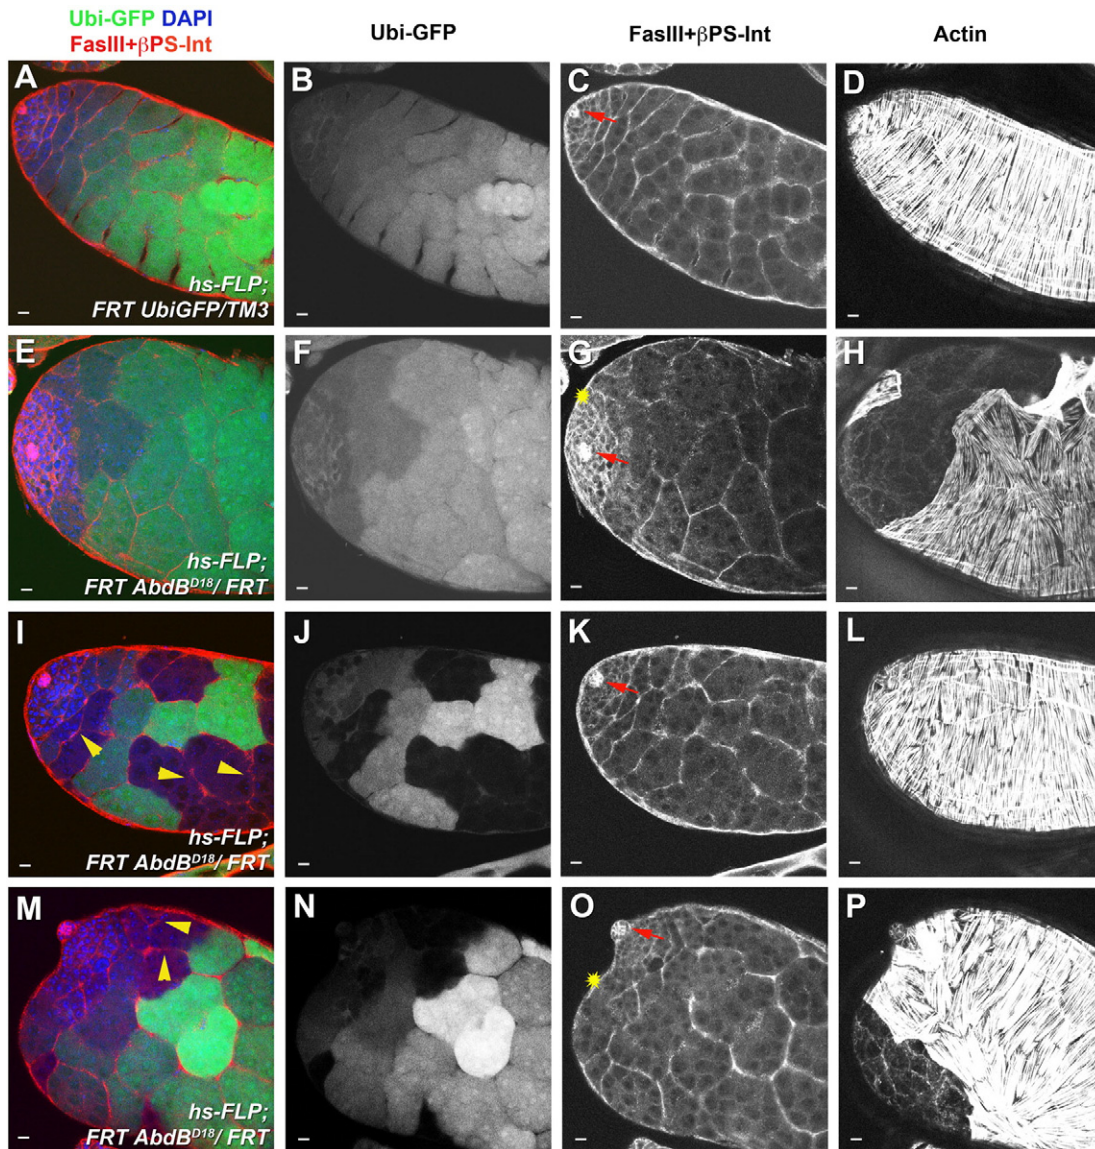 Ubi-GFP DAPI
FasIII+βPS-Int
Ubi-GFP
FasIII+βPS-Int
Actin
A
B
C
D
hs-FLP;
FRT UbiGFP/TM3
E
F
G
H
hs-FLP;
FRT AbdB^D18/ FRT
I
J
K
L
hs-FLP;
FRT AbdB^D18/ FRT
M
N
O
P
hs-FLP;
FRT AbdB^D18/ FRT